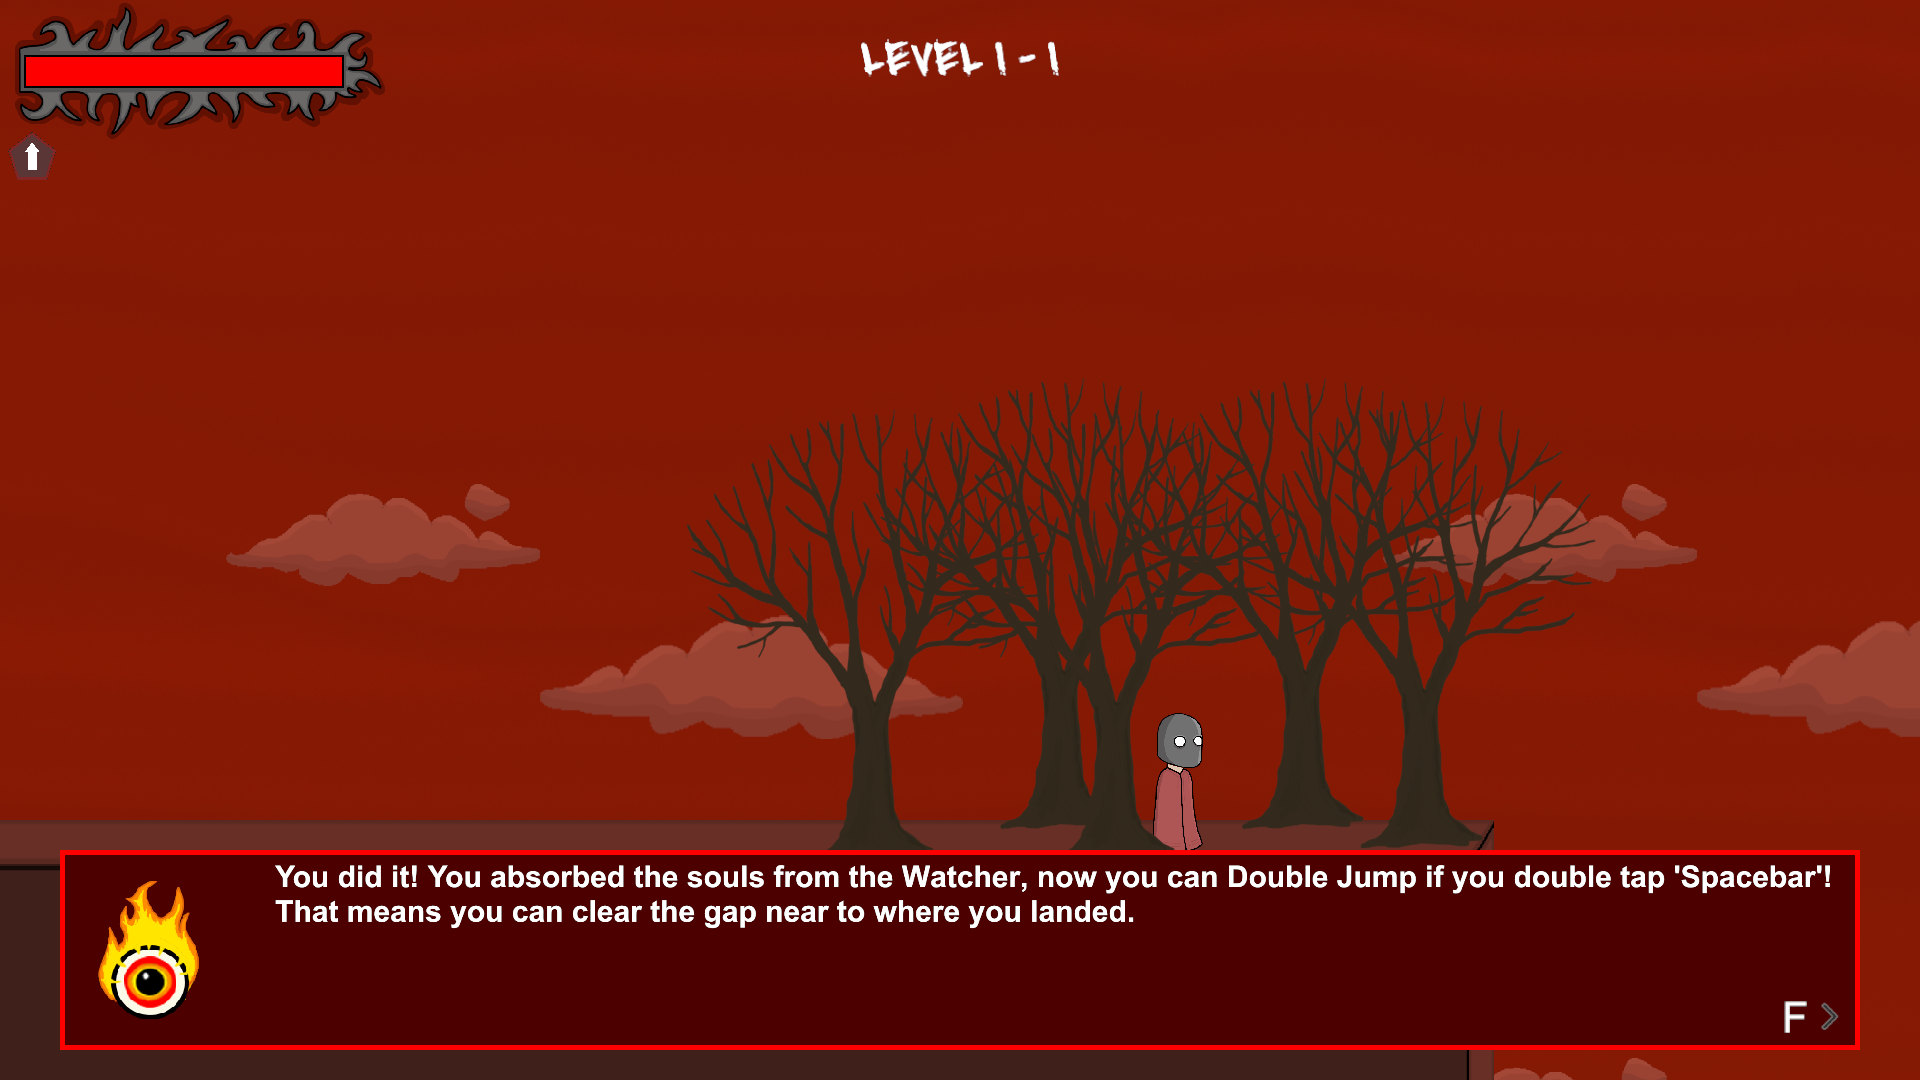 LEVEL 1 - 1
You did it! You absorbed the souls from the Watcher, now you can Double Jump if you double tap 'Spacebar'!
That means you can clear the gap near to where you landed.
F